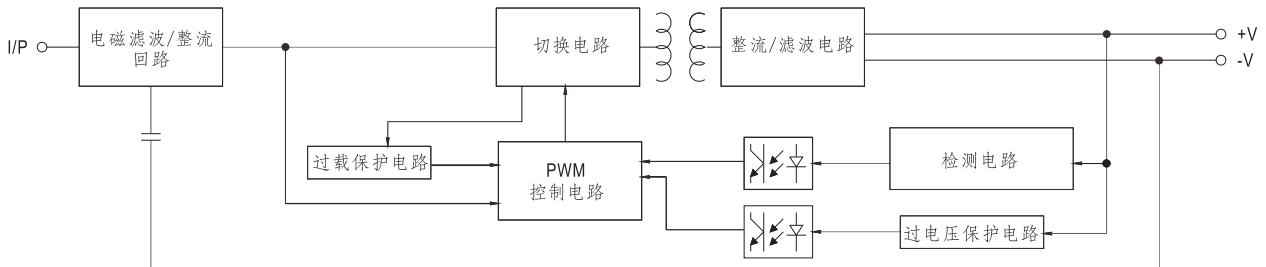 I/P
电磁滤波/整流
回路
切换电路
整流/滤波电路
+V
-V
过载保护电路
PWM
控制电路
检测电路
过电压保护电路